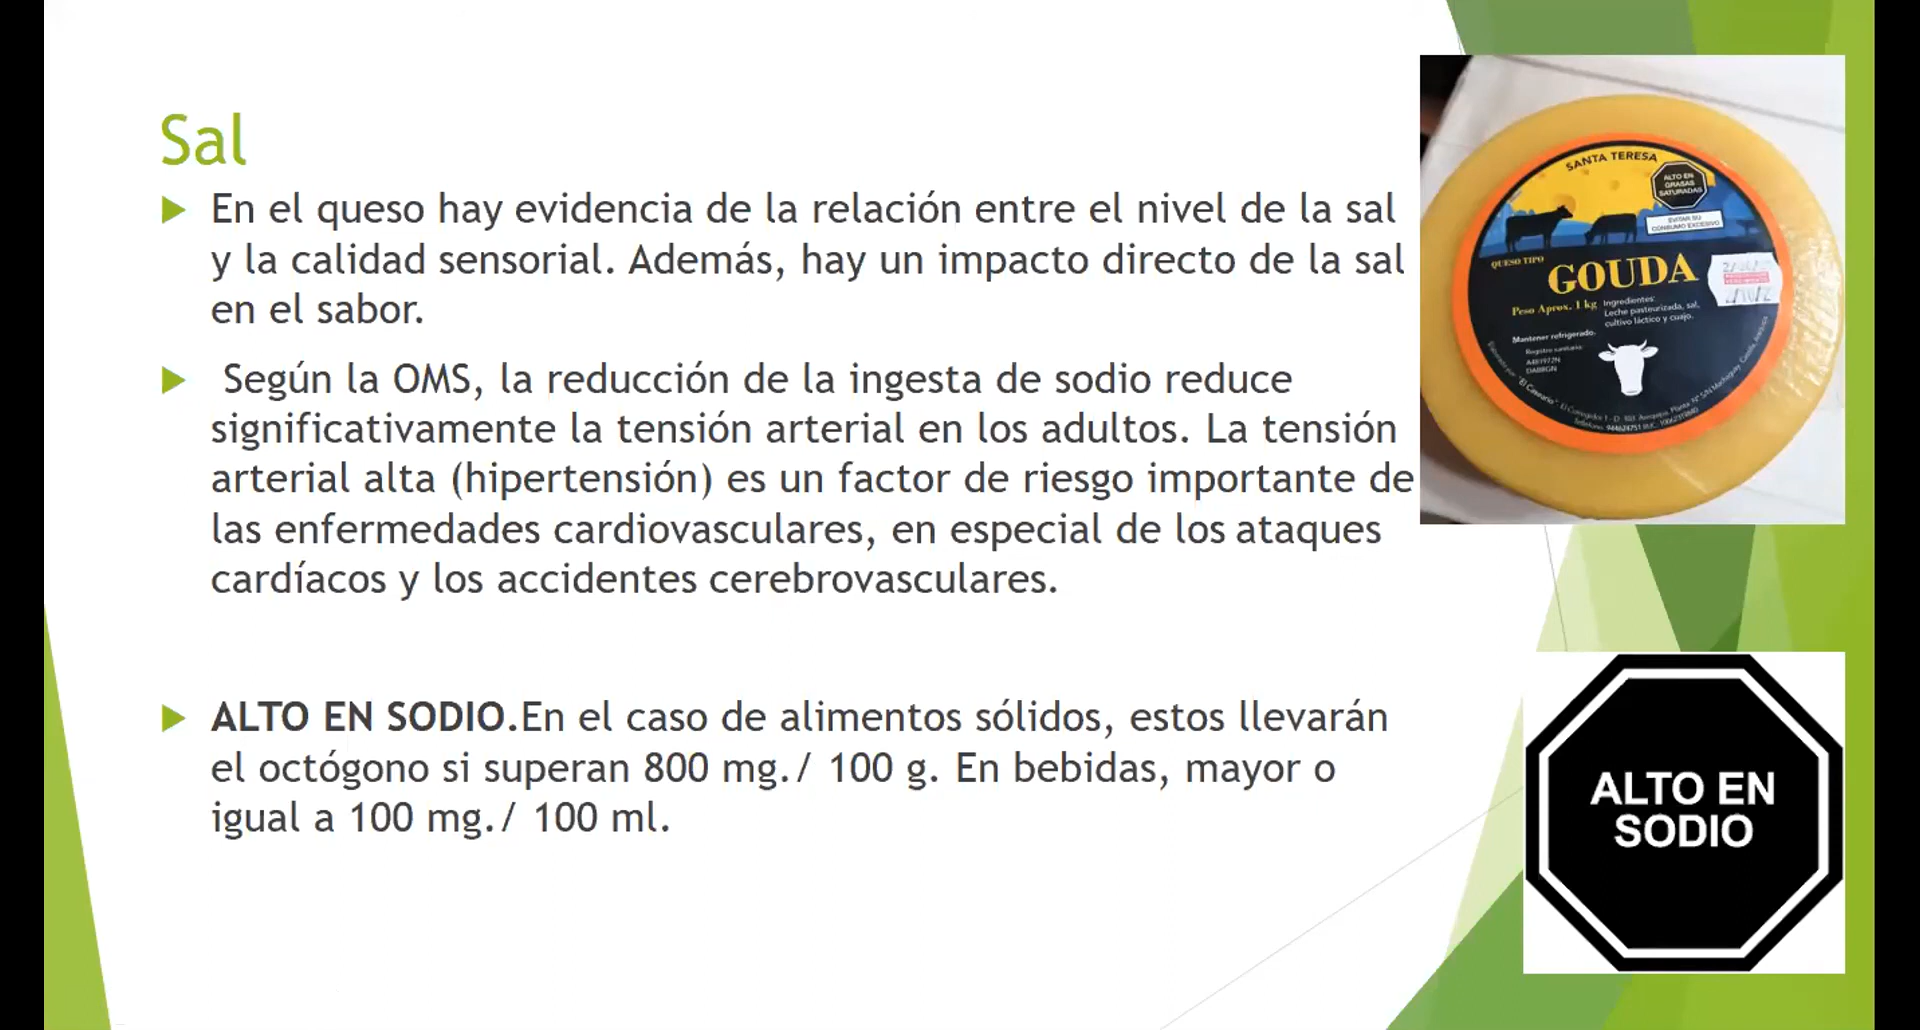 Sal
En el queso hay evidencia de la relación entre el nivel de la sal
y la calidad sensorial. Además, hay un impacto directo de la sal
en el sabor.
Según la OMS, la reducción de la ingesta de sodio reduce
significativamente la tensión arterial en los adultos. La tensión
arterial alta (hipertensión) es un factor de riesgo importante de
las enfermedades cardiovasculares, en especial de los ataques
cardíacos y los accidentes cerebrovasculares.
ALTO EN SODIO.En el caso de alimentos sólidos, estos llevarán
el octógono si superan 800 mg./ 100 g. En bebidas, mayor o
igual a 100 mg./ 100 ml.
SANTA TERESA
ALTO EN
GRASAS
SATURADAS
EVITAR SU
CONSUMO EXCESIVO
QUESO TIPO
GOUDA
Peso Aprox. 1 kg
Ingredientes:
Leche pasteurizada, sal,
cultivo láctico y cuajo.
Mantener refrigerado.
Registro sanitario
ALTO EN
SODIO